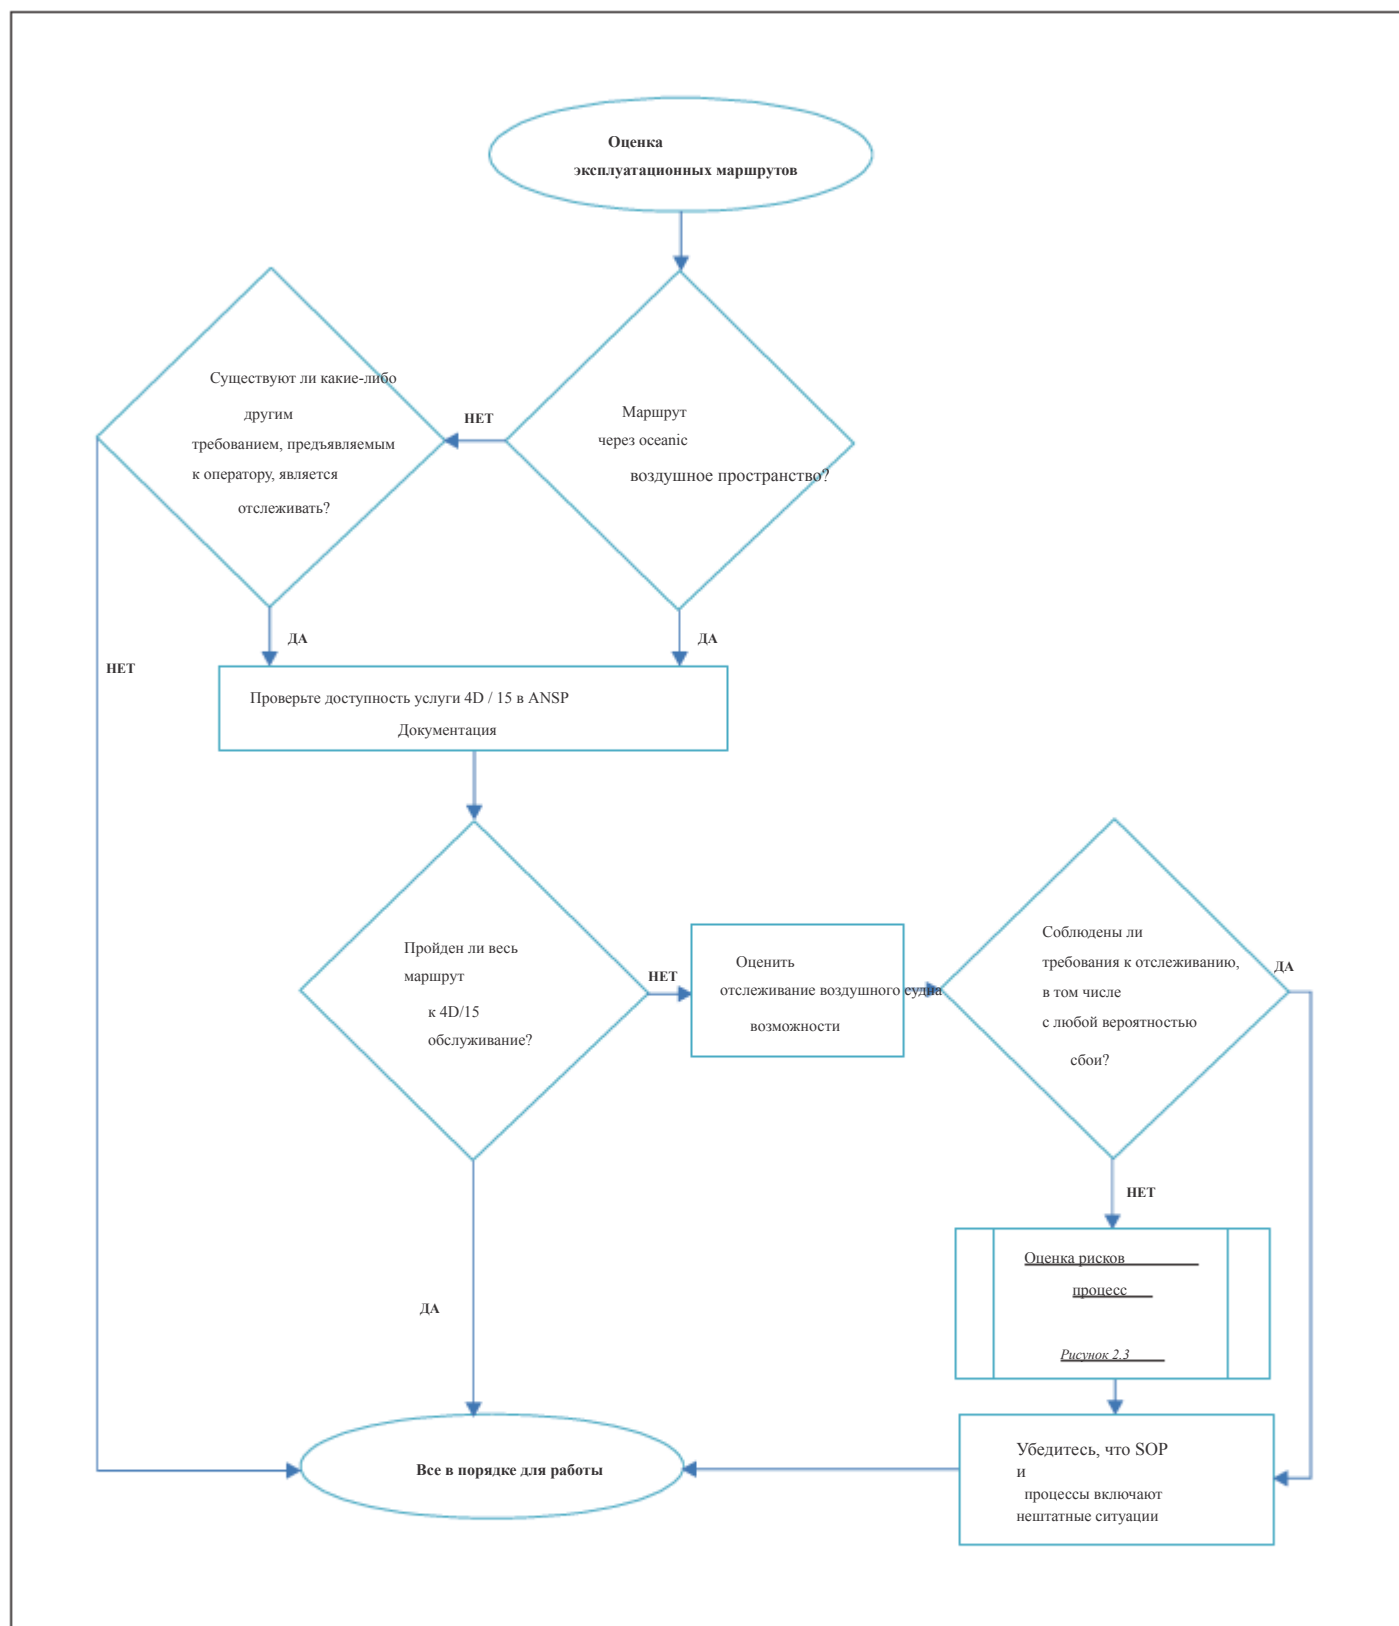 Оценка
эксплуатационных маршрутов
Существуют ли какие-либо
другим
требованием, предъявляемым
к оператору, является
отслеживать?
НЕТ
Маршрут
через oceanic
воздушное пространство?
ДА
ДА
НЕТ
Проверьте доступность услуги 4D / 15 в ANSP
Документация
Пройден ли весь
маршрут
к 4D/15
обслуживание?
НЕТ
Оценить
отслеживание воздушного судна
возможности
Соблюдены ли
требования к отслеживанию,
в том числе
с любой вероятностью
сбои?
ДА
НЕТ
Оценка рисков
процесс
Рисунок 2.3
ДА
Все в порядке для работы
Убедитесь, что SOP
и
процессы включают
нештатные ситуации